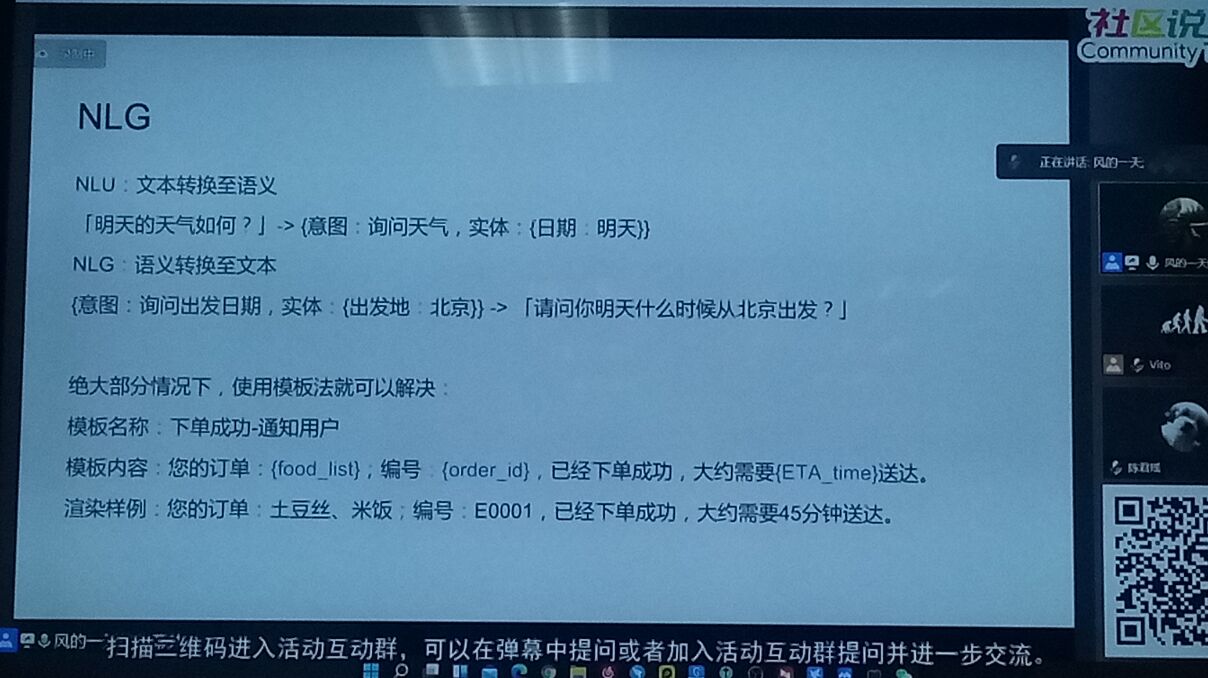 社区说
Community
录制中
NLG
NLU：文本转换至语义
「明天的天气如何？」-> {意图：询问天气，实体：{日期：明天}}
NLG：语义转换至文本
{意图：询问出发日期，实体：{出发地：北京}} -> 「请问你明天什么时候从北京出发？」
绝大部分情况下，使用模板法就可以解决：
模板名称：下单成功-通知用户
模板内容：您的订单：{food_list}；编号：{order_id}，已经下单成功，大约需要{ETA_time}送达。
渲染样例：您的订单：土豆丝、米饭；编号：E0001，已经下单成功，大约需要45分钟送达。
正在讲话: 风的一天;
风的一天
Vito
陈君瑶
风的一
扫描二维码进入活动互动群，可以在弹幕中提问或者加入活动互动群提问并进一步交流。